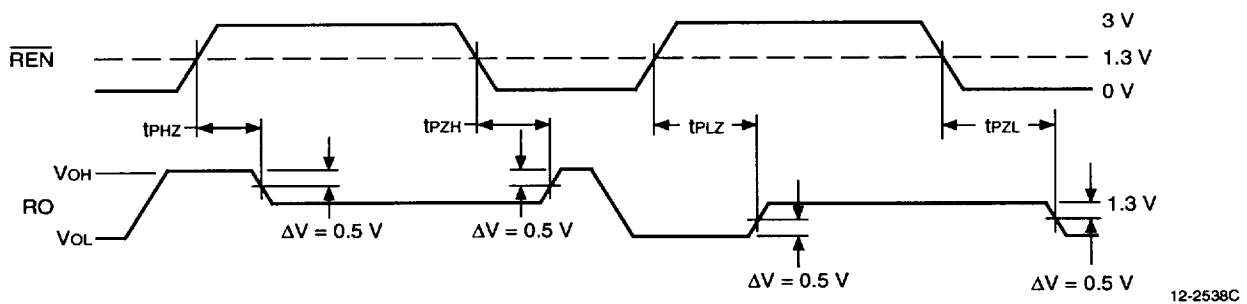 3 V
REN
1.3 V
0 V
tPHZ
tPZH
tPLZ
tPZL
VOH
RO
VOL
ΔV = 0.5 V
ΔV = 0.5 V
1.3 V
ΔV = 0.5 V
ΔV = 0.5 V
12-2538C